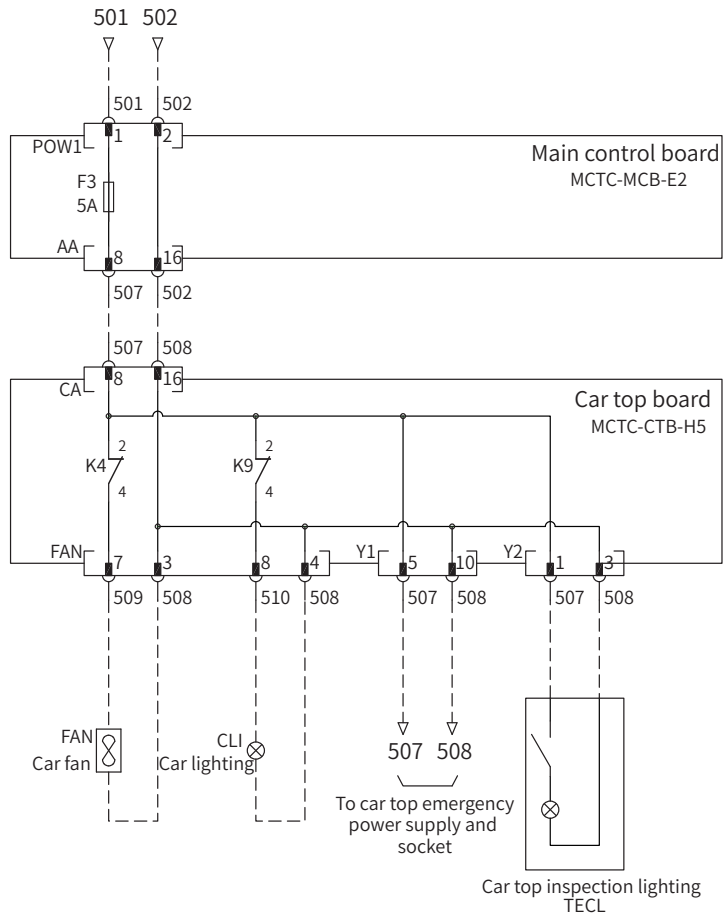 501 502
501 502
POW1 1 2
Main control board
MCTC-MCB-E2
F3
5A
AA 8 16
507 502
507 508
CA 8 16
Car top board
MCTC-CTB-H5
2 2
K4 K9
4 4
FAN 7 3 8 4 Y1 5 10 Y2 1 3
509 508 510 508 507 508 507 508
FAN
Car fan
CLI
Car lighting
507 508
To car top emergency
power supply and
socket
Car top inspection lighting
TECL